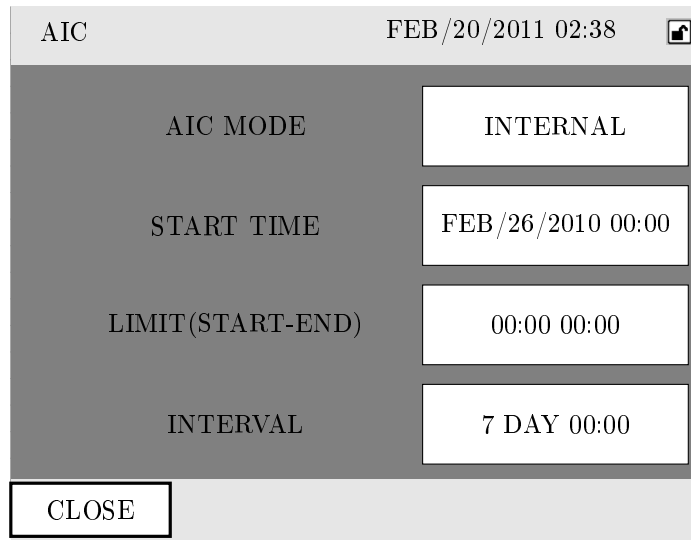 AIC FEB/20/2011 02:38
AIC MODE INTERNAL
START TIME FEB/26/2010 00:00
LIMIT(START-END) 00:00 00:00
INTERVAL 7 DAY 00:00
CLOSE